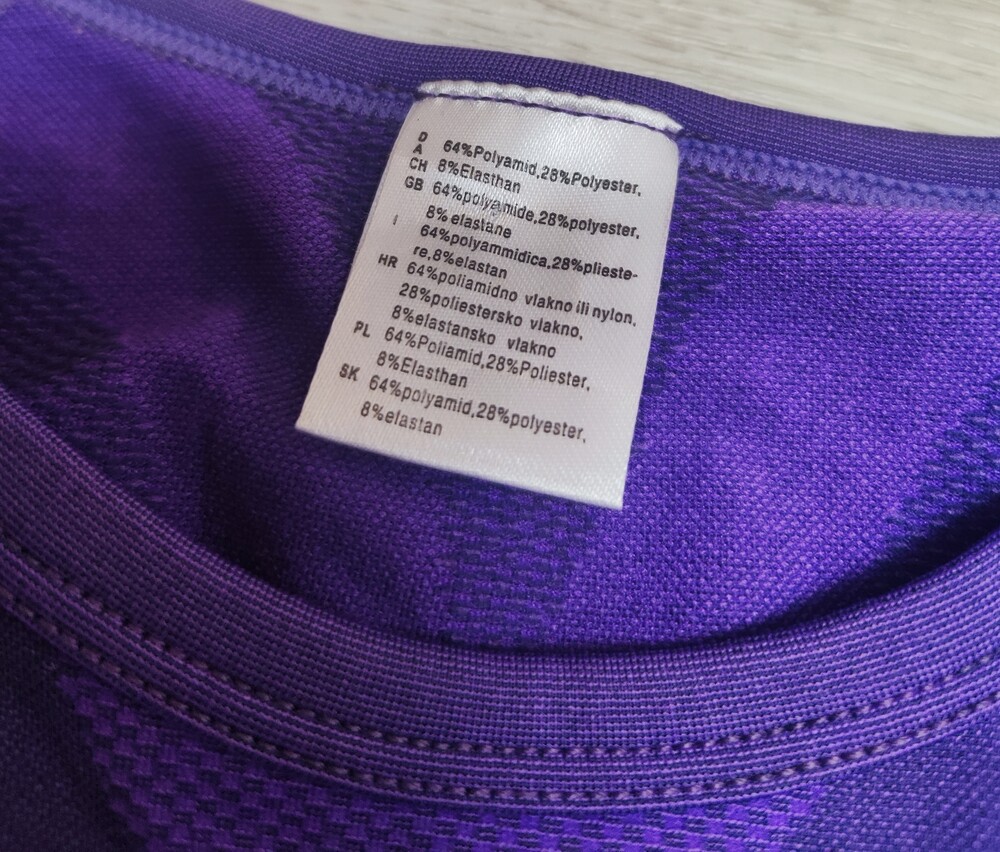 D
A 64%Polyamid,28%Polyester,
CH 8%Elasthan
GB 64%polyamide,28%polyester,
8% elastane
I 64%polyammidica,28%plieste-
re,8%elastan
HR 64%poliamidno vlakno ili nylon,
28%poliestersko vlakno,
8%elastansko vlakno
PL 64%Poliamid,28%Poliester,
8%Elasthan
SK 64%polyamid,28%polyester,
8%elastan